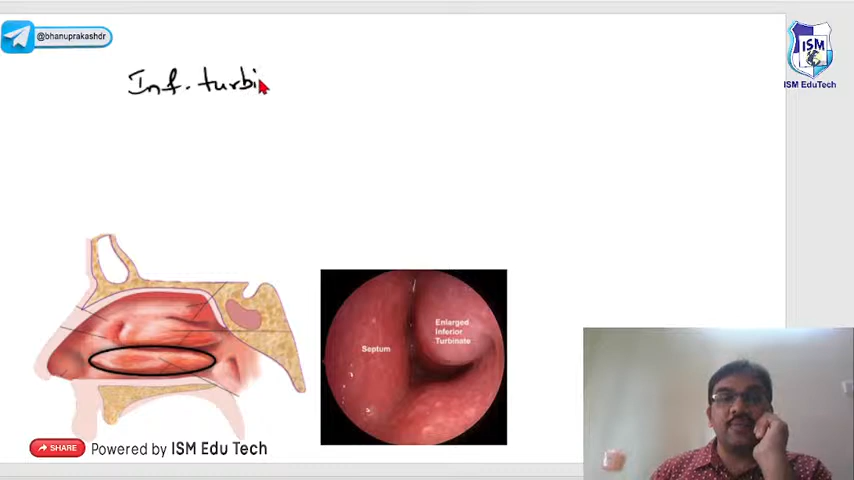 @bhanuprakashdr
ISM
ISM EduTech
Inf. turbi
Septum
Enlarged
Inferior
Turbinate
SHARE
Powered by ISM Edu Tech